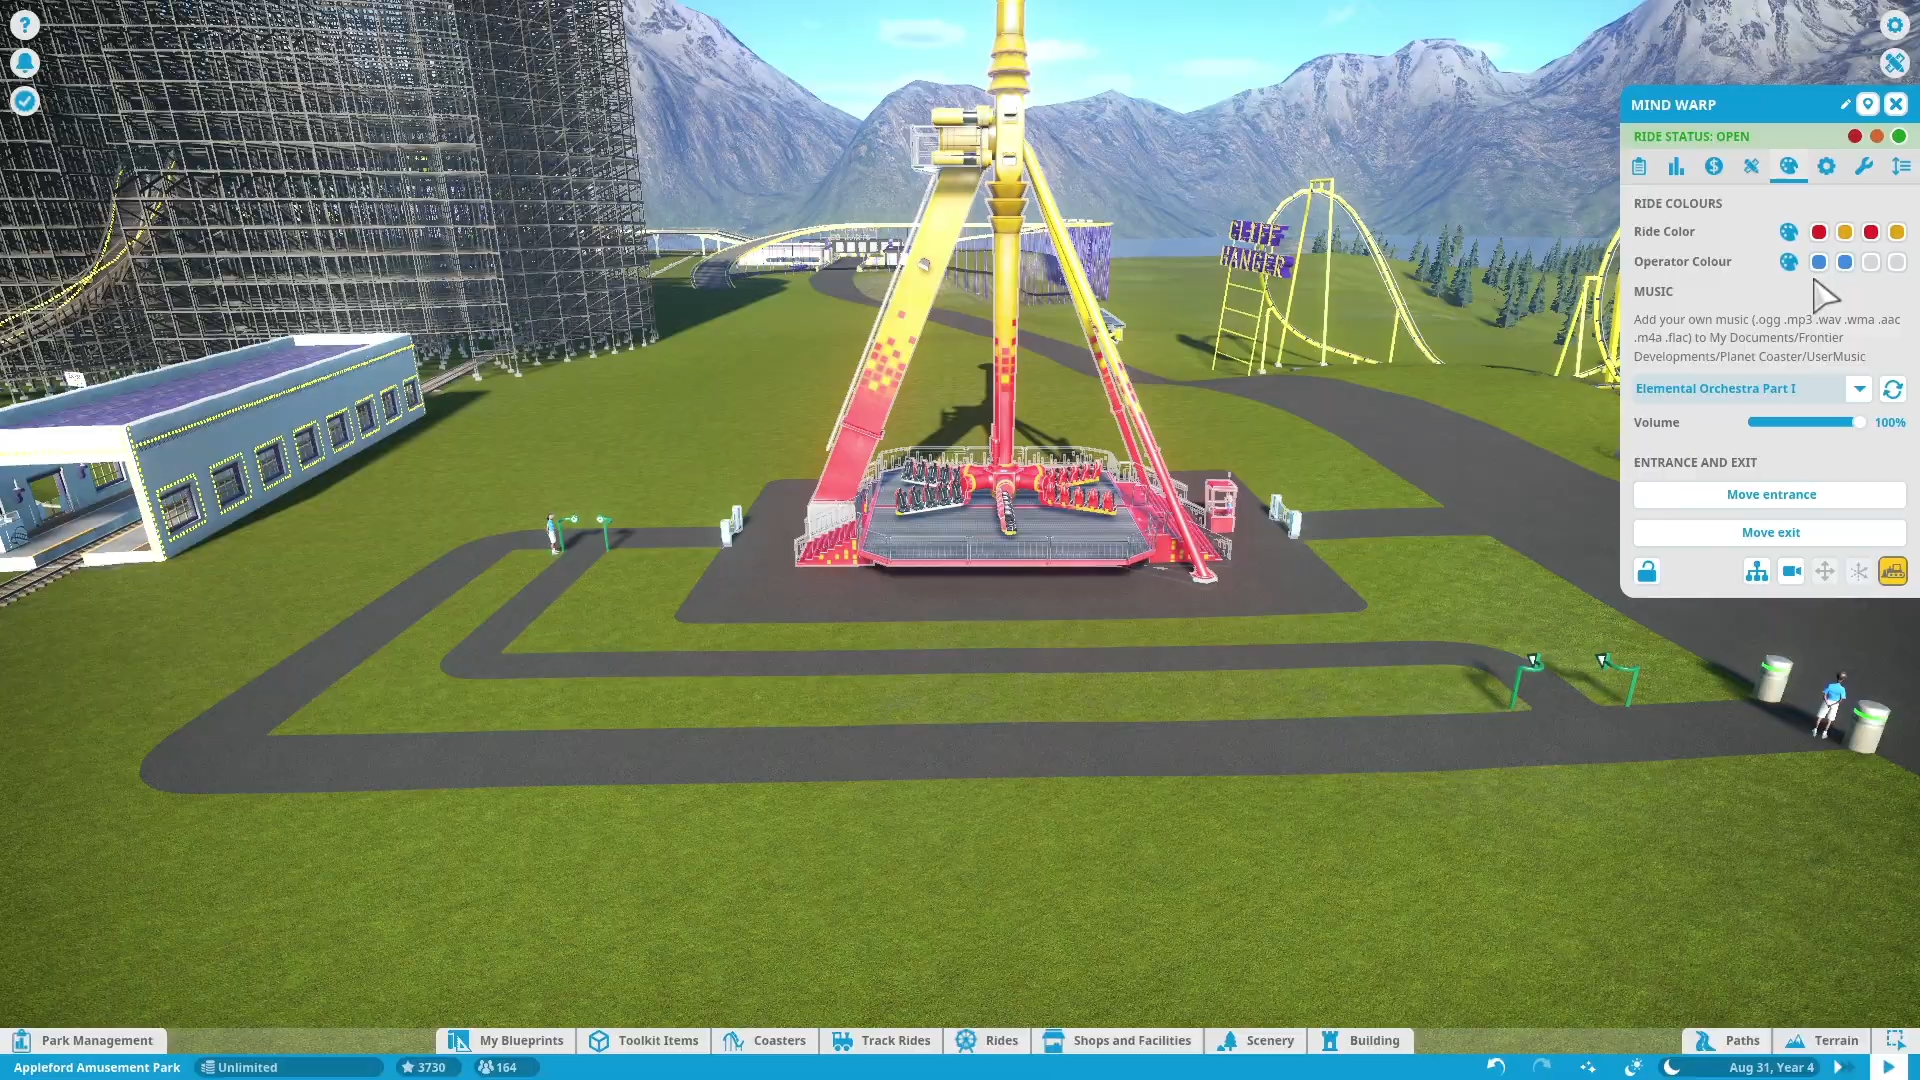 MIND WARP
RIDE STATUS: OPEN
RIDE COLOURS
Ride Color
Operator Colour
MUSIC
Add your own music (.ogg .mp3 .wav .wma .aac
.m4a .flac) to My Documents/Frontier
Developments/Planet Coaster/UserMusic
Elemental Orchestra Part I
Volume 100%
ENTRANCE AND EXIT
Move entrance
Move exit
CLIFF
HANGER
Park Management
My Blueprints
Toolkit Items
Coasters
Track Rides
Rides
Shops and Facilities
Scenery
Building
Paths
Terrain
Appleford Amusement Park
Unlimited
3730
164
Aug 31, Year 4